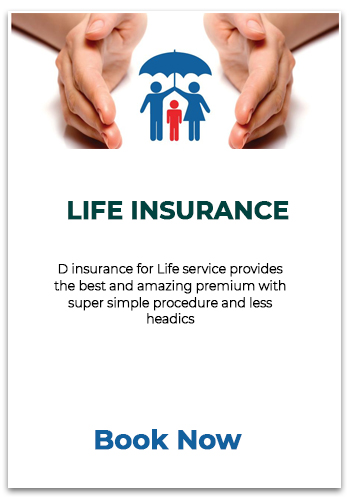 LIFE INSURANCE
D insurance for Life service provides
the best and amazing premium with
super simple procedure and less
headics
Book Now